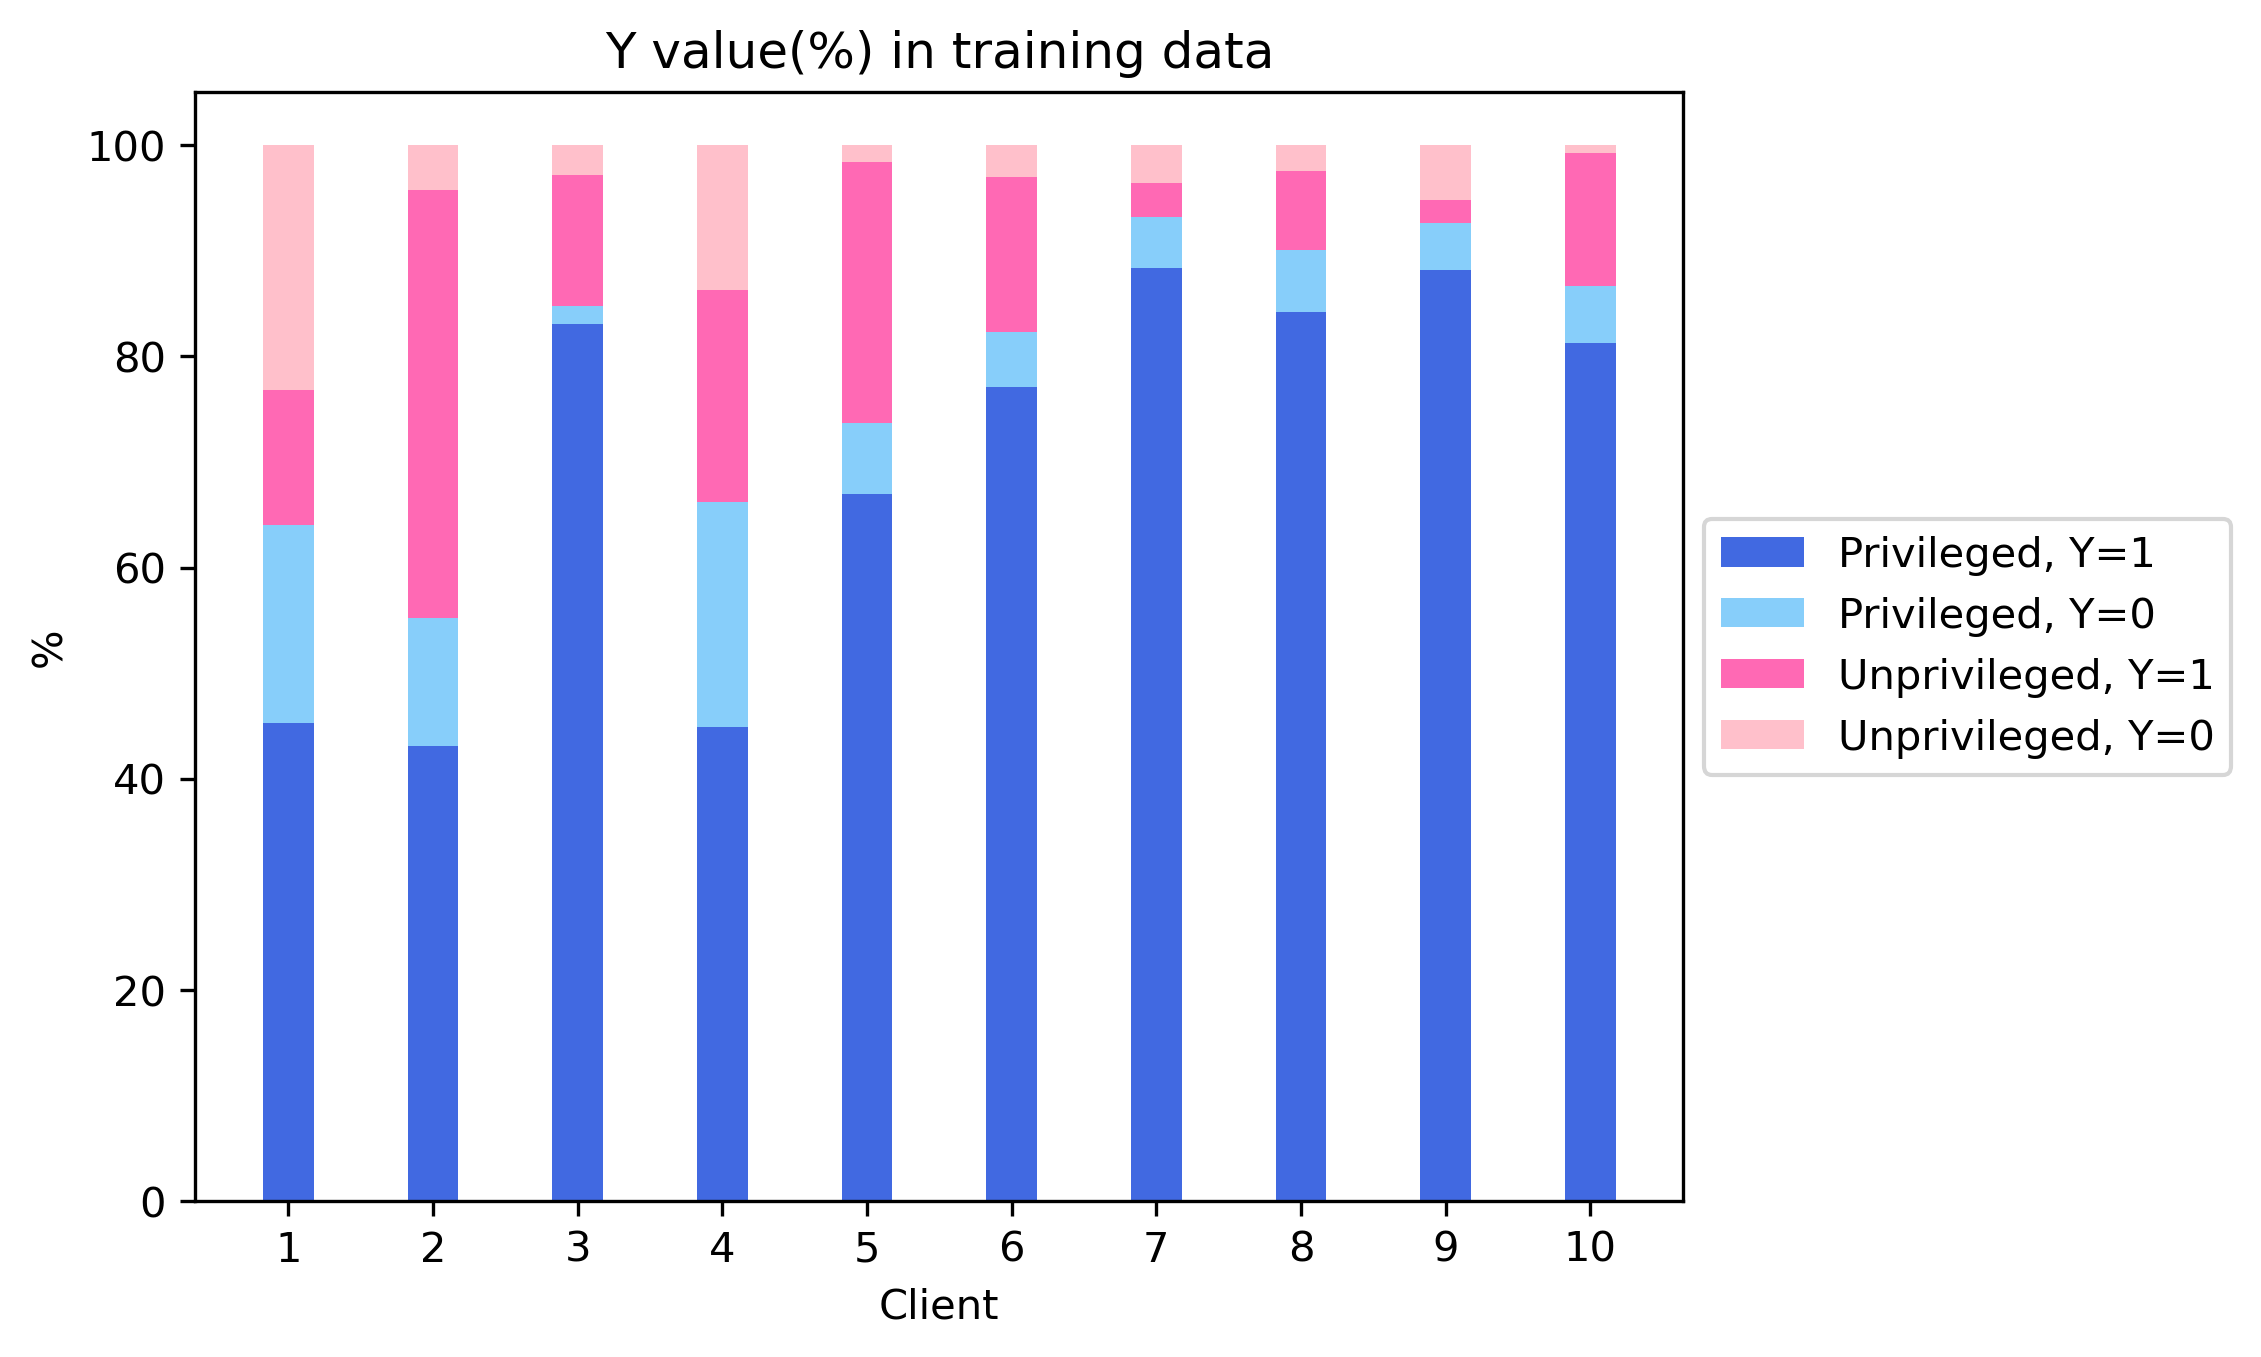 Y value(%) in training data
100
80
60
40
20
0
%
1 2 3 4 5 6 7 8 9 10
Client
Privileged, Y=1
Privileged, Y=0
Unprivileged, Y=1
Unprivileged, Y=0